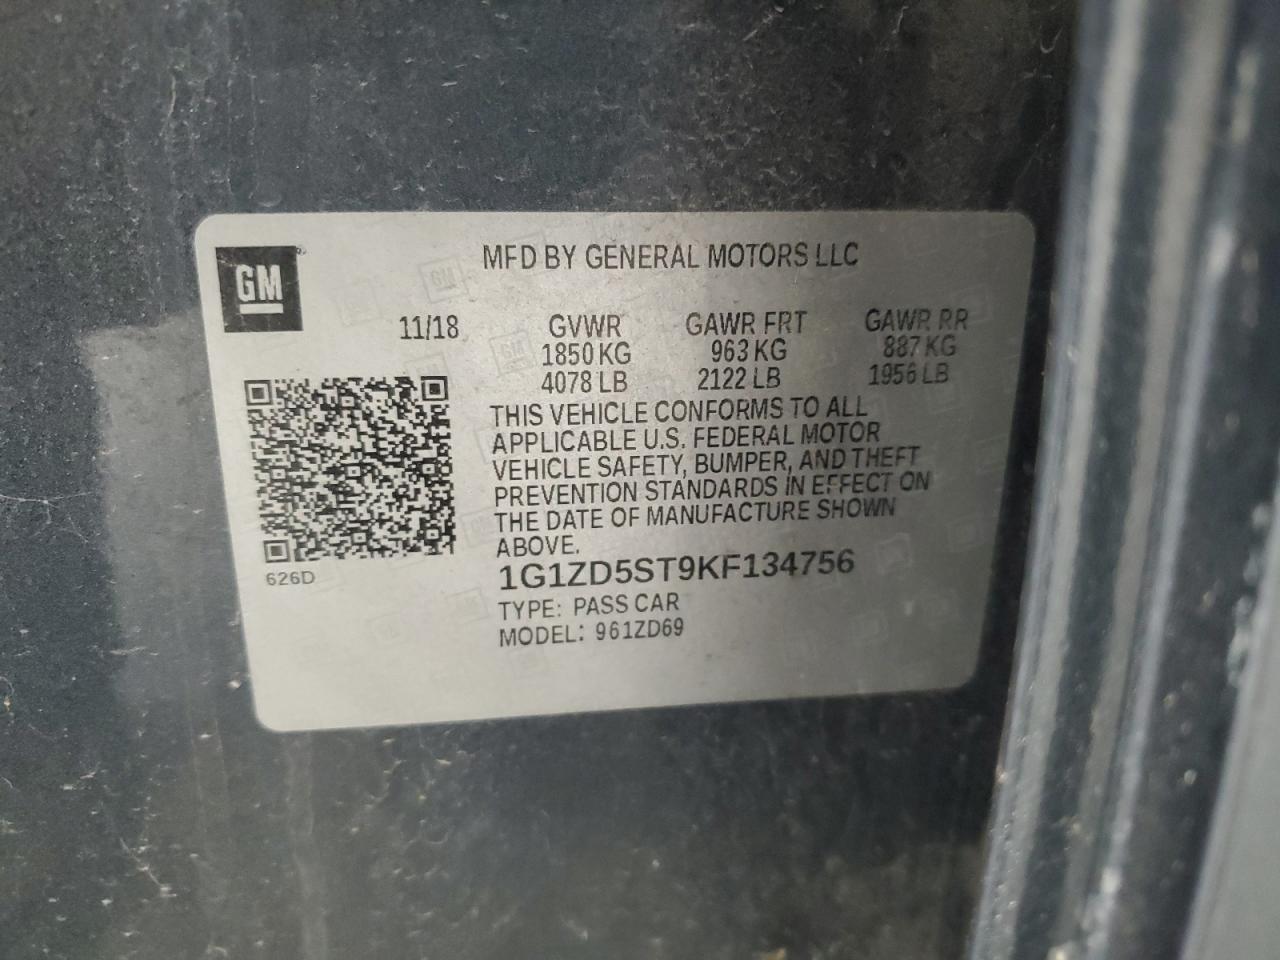 GM
MFD BY GENERAL MOTORS LLC
11/18 GVWR GAWR FRT GAWR RR
1850 KG 963 KG 887 KG
4078 LB 2122 LB 1956 LB
THIS VEHICLE CONFORMS TO ALL
APPLICABLE U.S. FEDERAL MOTOR
VEHICLE SAFETY, BUMPER, AND THEFT
PREVENTION STANDARDS IN EFFECT ON
THE DATE OF MANUFACTURE SHOWN
ABOVE.
626D
1G1ZD5ST9KF134756
TYPE: PASS CAR
MODEL: 961ZD69